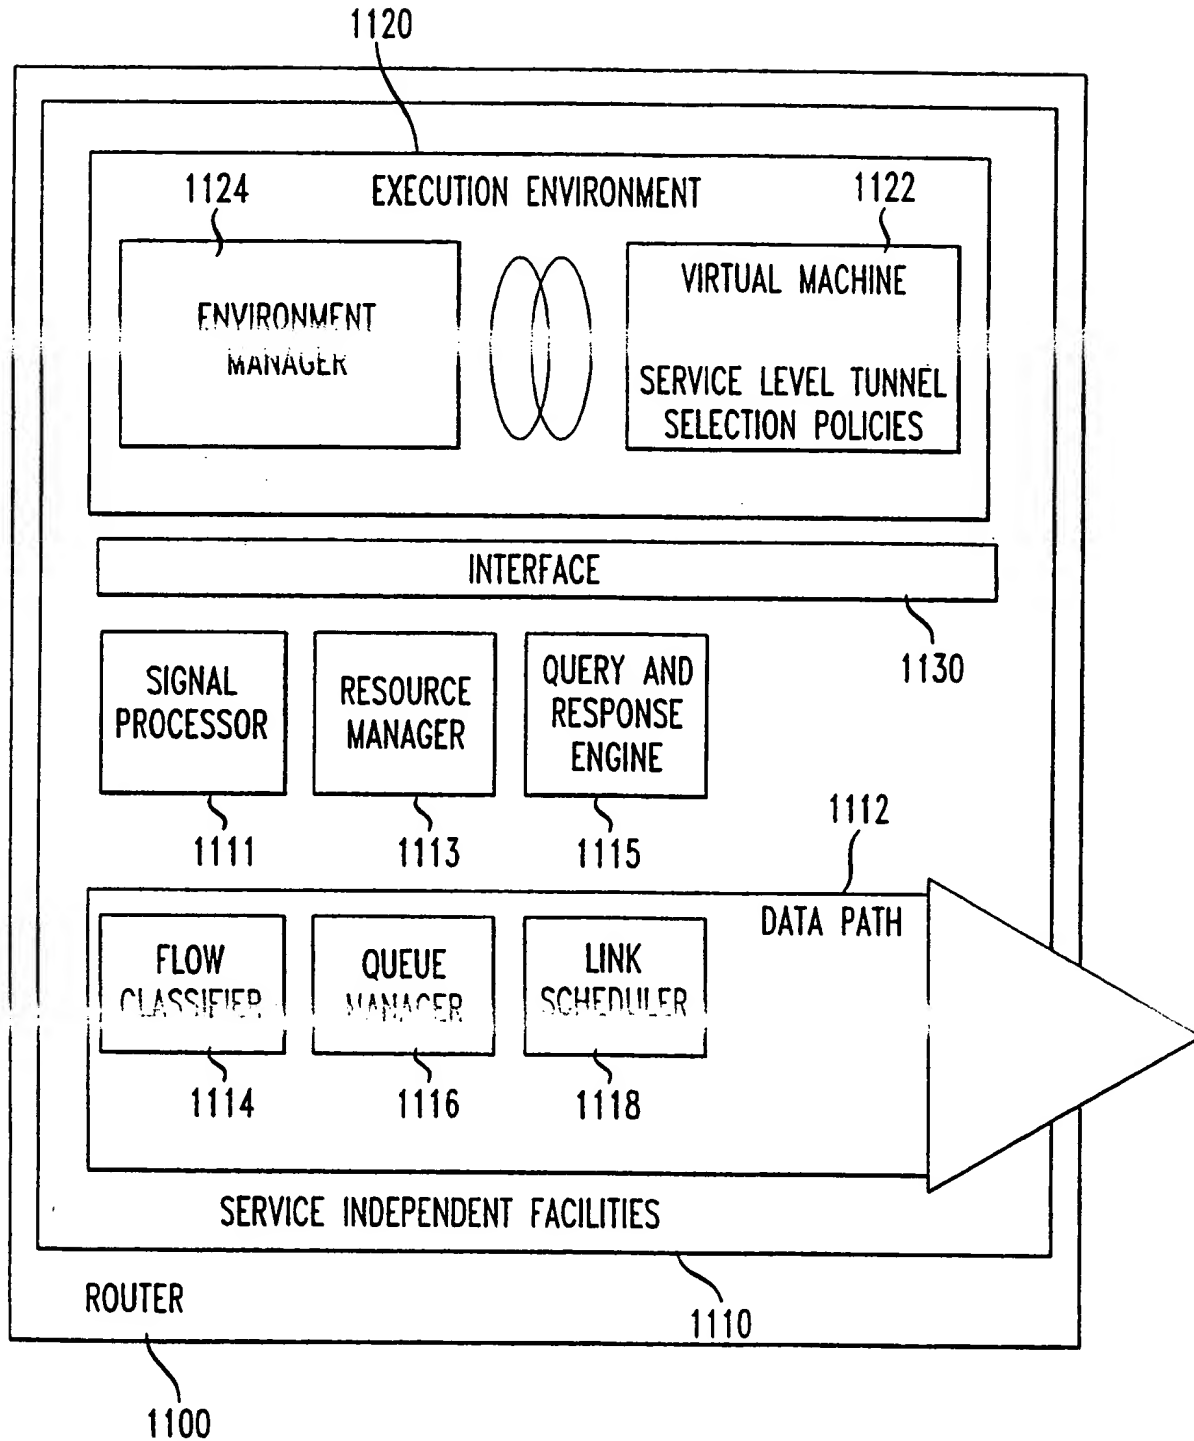 1120
1124
EXECUTION ENVIRONMENT
1122
ENVIRONMENT
MANAGER
VIRTUAL MACHINE
SERVICE LEVEL TUNNEL
SELECTION POLICIES
INTERFACE
1130
SIGNAL
PROCESSOR
RESOURCE
MANAGER
QUERY AND
RESPONSE
ENGINE
1111
1113
1115
1112
DATA PATH
FLOW
CLASSIFIER
QUEUE
MANAGER
LINK
SCHEDULER
1114
1116
1118
SERVICE INDEPENDENT FACILITIES
1110
ROUTER
1100